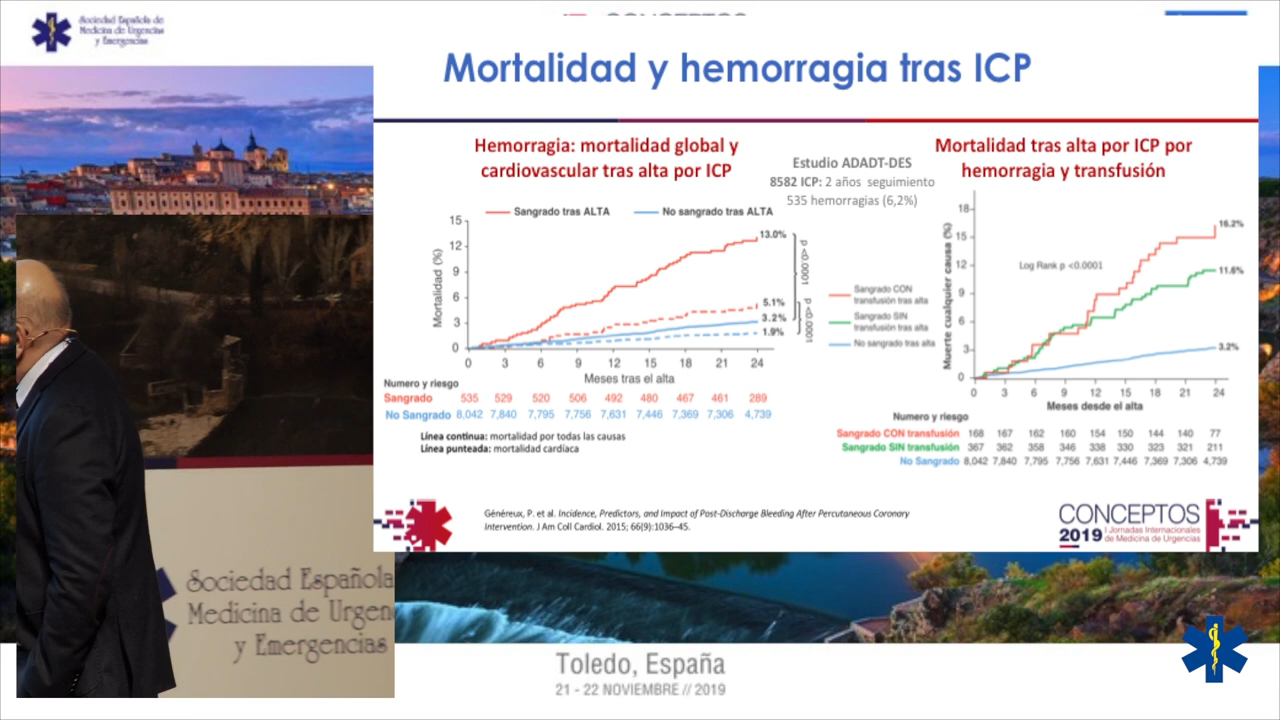 Sociedad Española de
Medicina de Urgencias
y Emergencias
Mortalidad y hemorragia tras ICP
Hemorragia: mortalidad global y
cardiovascular tras alta por ICP
Estudio ADADT-DES
8582 ICP: 2 años seguimiento
535 hemorragias (6,2%)
Mortalidad tras alta por ICP por
hemorragia y transfusión
Sangrado tras ALTA
No sangrado tras ALTA
Mortalidad (%)
15
12
9
6
3
0
13.0%
5.1%
3.2%
1.9%
p <0.0001
p <0.0001
0 3 6 9 12 15 18 21 24
Meses tras el alta
Numero y riesgo
Sangrado 535 529 520 506 492 480 467 461 289
No Sangrado 8,042 7,840 7,795 7,756 7,631 7,446 7,369 7,306 4,739
Línea continua: mortalidad por todas las causas
Línea punteada: mortalidad cardíaca
Sangrado CON
transfusión tras alta
Sangrado SIN
transfusión tras alta
No sangrado tras alta
Muerte cualquier causa (%)
18
15
12
9
6
3
0
Log Rank p <0.0001
16.2%
11.6%
3.2%
0 3 6 9 12 15 18 21 24
Meses desde el alta
Numero y riesgo
Sangrado CON transfusión 168 167 162 160 154 150 144 140 77
Sangrado SIN transfusión 367 362 358 346 338 330 323 321 211
No Sangrado 8,042 7,840 7,795 7,756 7,631 7,446 7,369 7,306 4,739
Généreux, P. et al. Incidence, Predictors, and Impact of Post-Discharge Bleeding After Percutaneous Coronary
Intervention. J Am Coll Cardiol. 2015; 66(9):1036–45.
CONCEPTOS
2019 I Jornadas Internacionales
de Medicina de Urgencias
Sociedad Española
Medicina de Urgen
y Emergencias
Toledo, España
21 - 22 NOVIEMBRE // 2019